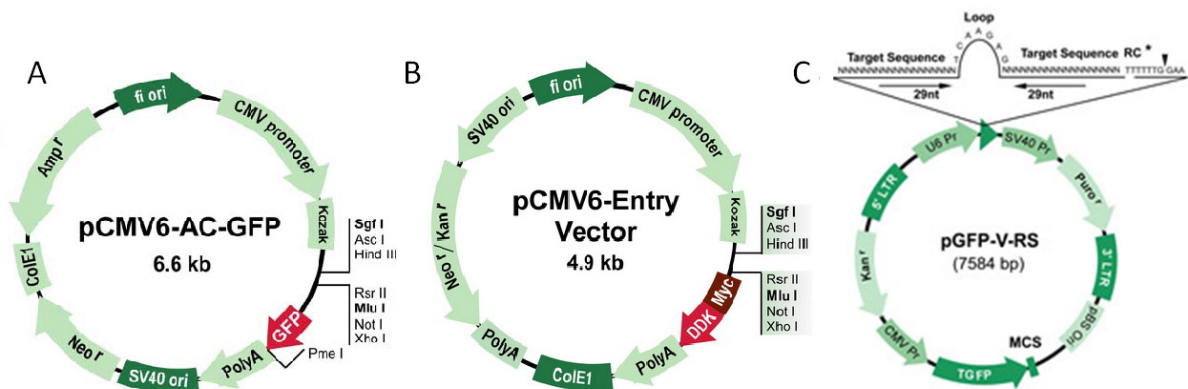 A
fi ori
CMV promoter
Kozak
Sgf I
Asc I
Hind III
Rsr II
Mlu I
Not I
Xho I
Pme I
GFP
PolyA
SV40 ori
Neo r
ColE1
Amp r
pCMV6-AC-GFP
6.6 kb
B
fi ori
CMV promoter
Kozak
Sgf I
Asc I
Hind III
Rsr II
Mlu I
Not I
Xho I
Myc
DDK
PolyA
ColE1
PolyA
Neo r/ Kan r
SV40 ori
pCMV6-Entry
Vector
4.9 kb
C
Loop
TCAAGAG
Target Sequence
Target Sequence RC *
NNNNNNNNNNNNNNNNNNNNNNNNNNNNN
NNNNNNNNNNNNNNNNNNNNNNNNNNNNN TTTTTTG GAA
29nt
29nt
U6 Pr
SV40 Pr
Puro r
3' LTR
pBS Ori
MCS
TGFP
CMV Pr
Kan r
5' LTR
pGFP-V-RS
(7584 bp)